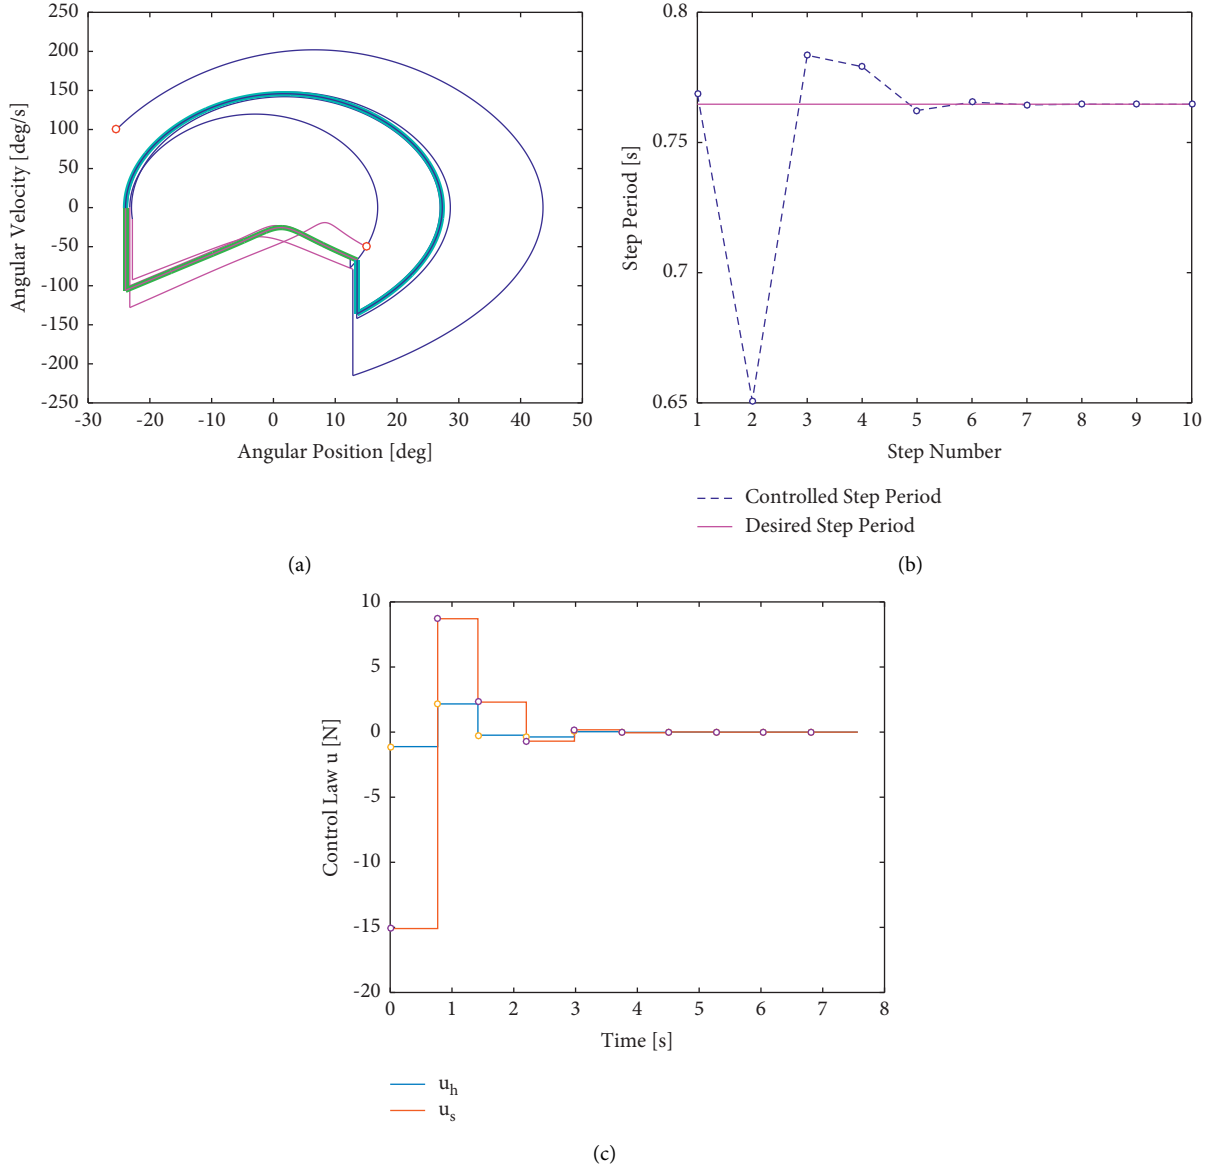 250
200
150
100
50
0
-50
-100
-150
-200
-250
-30 -20 -10 0 10 20 30 40 50
Angular Velocity [deg/s]
Angular Position [deg]
(a)
0.8
0.75
0.7
0.65
1 2 3 4 5 6 7 8 9 10
Step Period [s]
Step Number
Controlled Step Period
Desired Step Period
(b)
10
5
0
-5
-10
-15
-20
0 1 2 3 4 5 6 7 8
Control Law u [N]
Time [s]
u_h
u_s
(c)